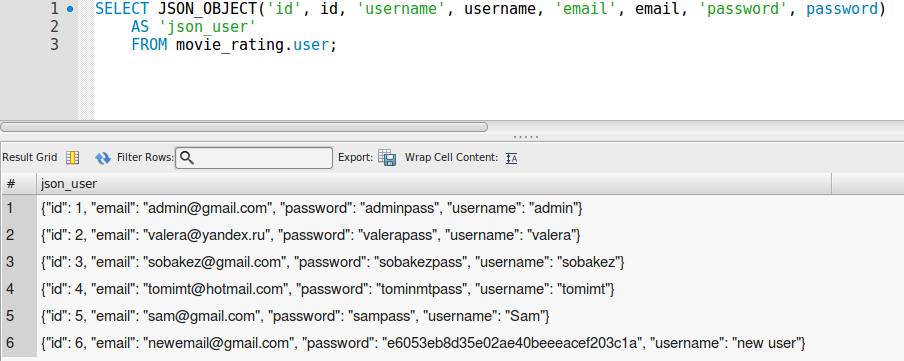 1 SELECT JSON_OBJECT('id', id, 'username', username, 'email', email, 'password', password)
2 AS 'json_user'
3 FROM movie_rating.user;
Result Grid Filter Rows: Export: Wrap Cell Content: IA
# json_user
1 {"id": 1, "email": "admin@gmail.com", "password": "adminpass", "username": "admin"}
2 {"id": 2, "email": "valera@yandex.ru", "password": "valerapass", "username": "valera"}
3 {"id": 3, "email": "sobakez@gmail.com", "password": "sobakezpass", "username": "sobakez"}
4 {"id": 4, "email": "tomimt@hotmail.com", "password": "tominmtpass", "username": "tomimt"}
5 {"id": 5, "email": "sam@gmail.com", "password": "sampass", "username": "Sam"}
6 {"id": 6, "email": "newemail@gmail.com", "password": "e6053eb8d35e02ae40beeeacef203c1a", "username": "new user"}